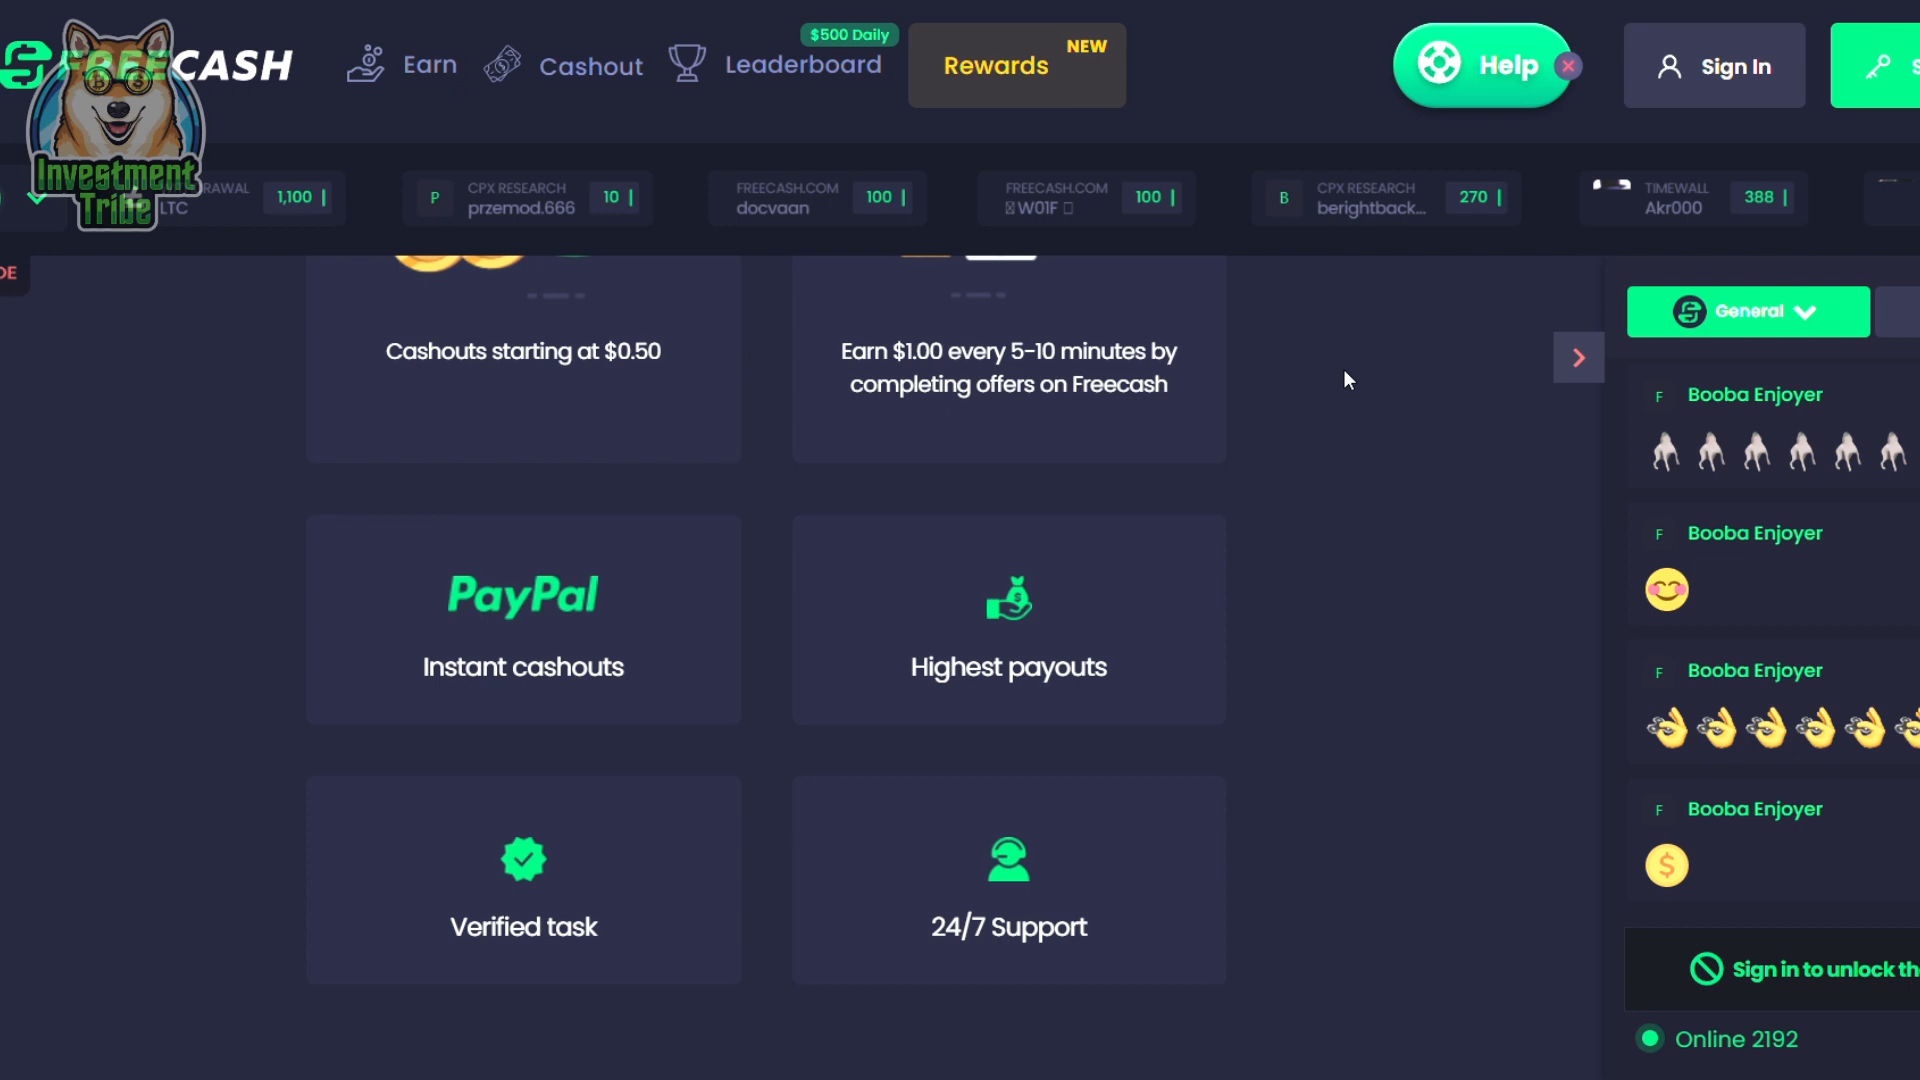 FREECASH
Investment
Tribe
Earn
Cashout
$500 Daily
Leaderboard
Rewards
NEW
Help
Sign In
RAWAL
LTC
1,100
P
CPX RESEARCH
przemod.666
10
FREECASH.COM
docvaan
100
FREECASH.COM
W01F
100
B
CPX RESEARCH
berightback...
270
TIMEWALL
Akr000
388
DE
Cashouts starting at $0.50
Earn $1.00 every 5-10 minutes by
completing offers on Freecash
PayPal
Instant cashouts
Highest payouts
Verified task
24/7 Support
General
F
Booba Enjoyer
F
Booba Enjoyer
F
Booba Enjoyer
F
Booba Enjoyer
Sign in to unlock the
Online 2192